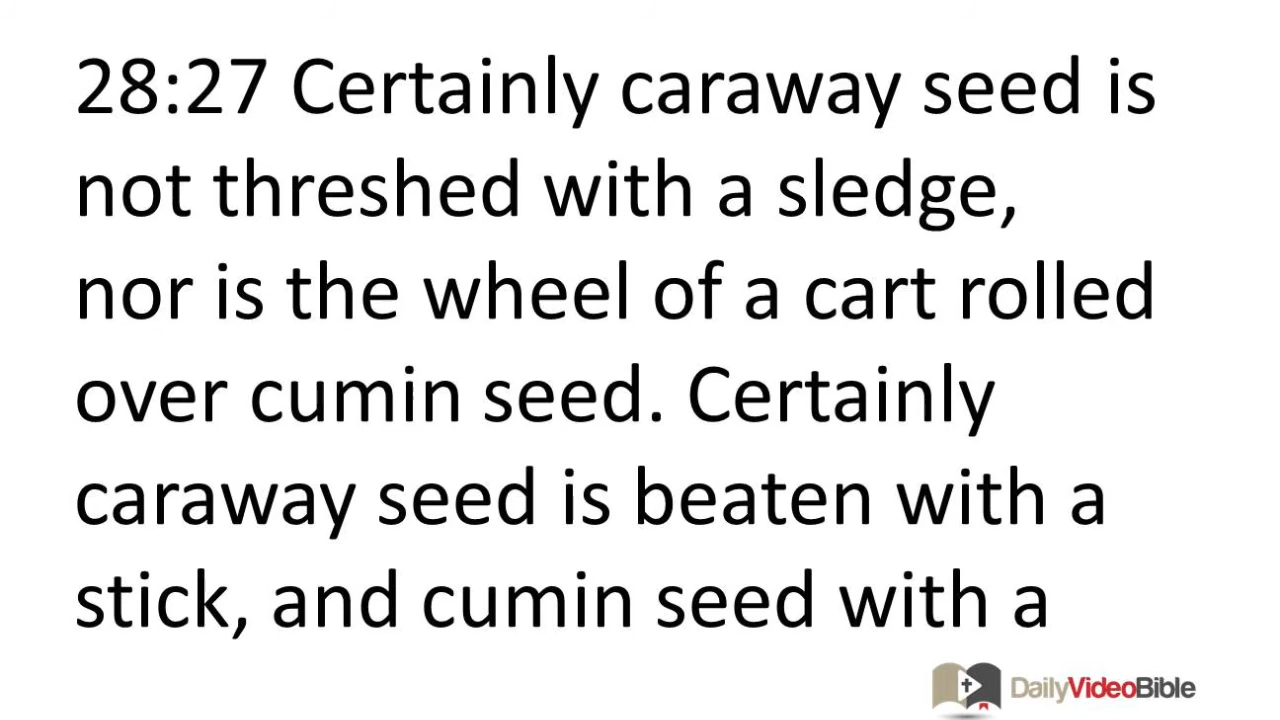 28:27 Certainly caraway seed is
not threshed with a sledge,
nor is the wheel of a cart rolled
over cumin seed. Certainly
caraway seed is beaten with a
stick, and cumin seed with a
DailyVideoBible